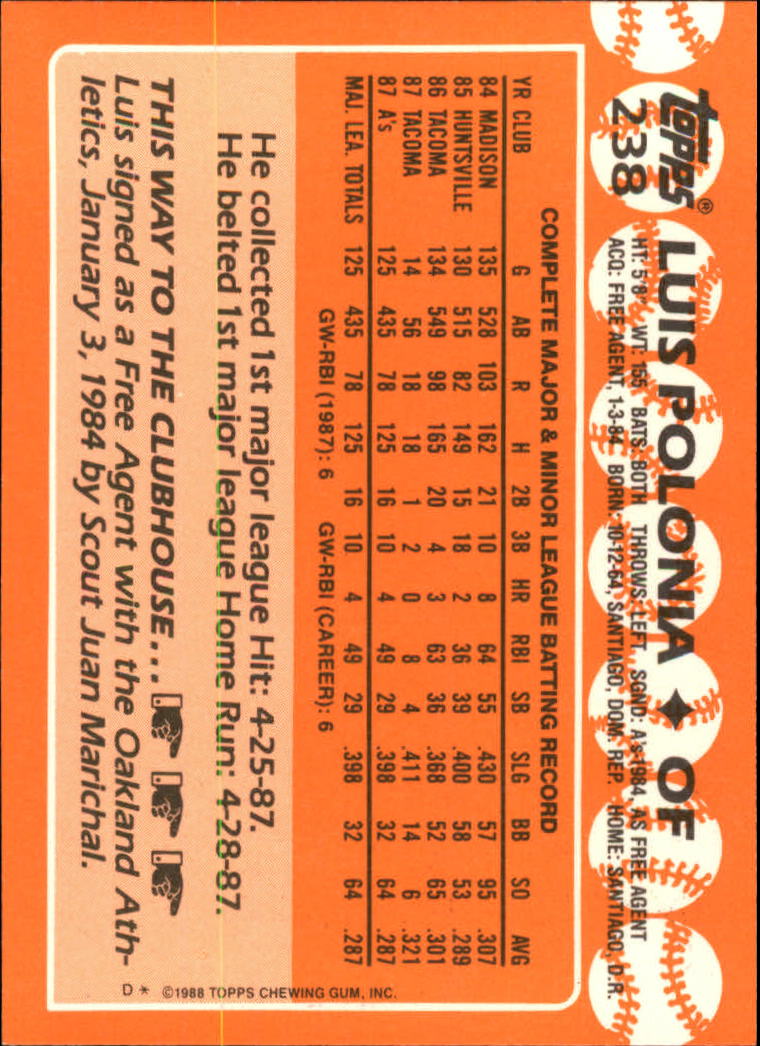 topps®
238 LUIS POLONIA ✦ OF
HT: 5'8" WT: 155 BATS: BOTH THROWS: LEFT SGND: A's-1984, AS FREE AGENT
ACQ: FREE AGENT, 1-3-84 BORN: 10-12-64, SANTIAGO, DOM. REP. HOME: SANTIAGO, D.R.
COMPLETE MAJOR & MINOR LEAGUE BATTING RECORD
YR CLUB G AB R H 2B 3B HR RBI SB SLG BB SO AVG
84 MADISON 135 528 103 162 21 10 8 64 55 .430 57 95 .307
85 HUNTSVILLE 130 515 82 149 15 18 2 36 39 .400 58 53 .289
86 TACOMA 134 549 98 165 20 4 3 63 36 .368 52 65 .301
87 TACOMA 14 56 18 18 1 2 0 8 4 .411 14 6 .321
87 A's 125 435 78 125 16 10 4 49 29 .398 32 64 .287
MAJ. LEA. TOTALS 125 435 78 125 16 10 4 49 29 .398 32 64 .287
GW-RBI (1987): 6 GW-RBI (CAREER): 6
He collected 1st major league Hit: 4-25-87.
He belted 1st major league Home Run: 4-28-87.
THIS WAY TO THE CLUBHOUSE...
Luis signed as a Free Agent with the Oakland Ath-
letics, January 3, 1984 by Scout Juan Marichal.
D * ©1988 TOPPS CHEWING GUM, INC.